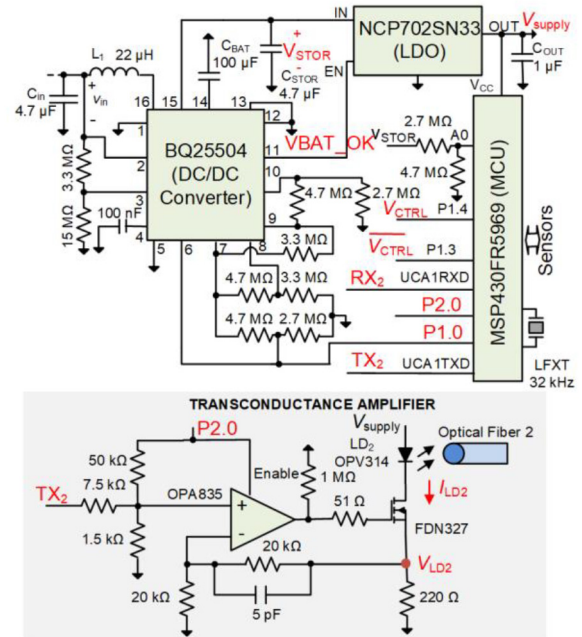 IN
NCP702SN33
(LDO)
OUT
Vsupply
EN
VCC
COUT
1 µF
L1 22 µH
CBAT
100 µF
+
VSTOR
-
CSTOR
4.7 µF
Cin
4.7 µF
+
vin
-
16
15
14
13
1
12
2
11
3
10
4
9
5
6
7
8
BQ25504
(DC/DC
Converter)
VBAT_OK
3.3 MΩ
15 MΩ
100 nF
4.7 MΩ
2.7 MΩ
3.3 MΩ
4.7 MΩ
3.3 MΩ
4.7 MΩ
2.7 MΩ
2.7 MΩ
VSTOR
A0
4.7 MΩ
VCTRL P1.4
VCTRL P1.3
RX2 UCA1RXD
P2.0
P1.0
TX2 UCA1TXD
MSP430FR5969 (MCU)
Sensors
LFXT
32 kHz
TRANSCONDUCTANCE AMPLIFIER
P2.0
Vsupply
LD2
OPV314
Optical Fiber 2
50 kΩ
Enable
1 MΩ
ILD2
7.5 kΩ
TX2
OPA835
+
-
51 Ω
FDN327
1.5 kΩ
20 kΩ
VLD2
20 kΩ
5 pF
220 Ω